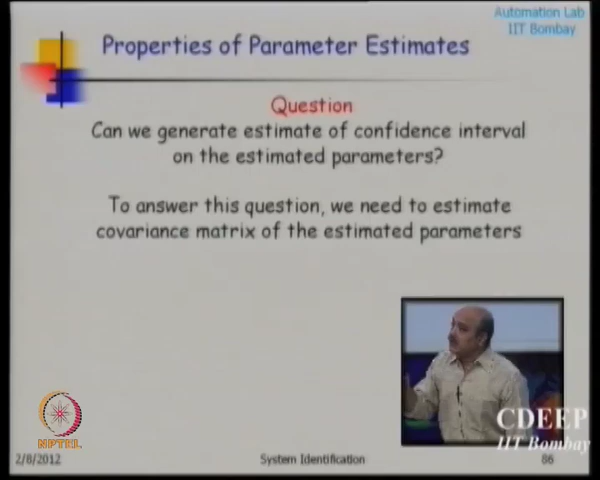 Automation Lab
IIT Bombay
Properties of Parameter Estimates
Question
Can we generate estimate of confidence interval
on the estimated parameters?
To answer this question, we need to estimate
covariance matrix of the estimated parameters
NPTEL
CDEEP
IIT Bombay
2/8/2012
System Identification
86